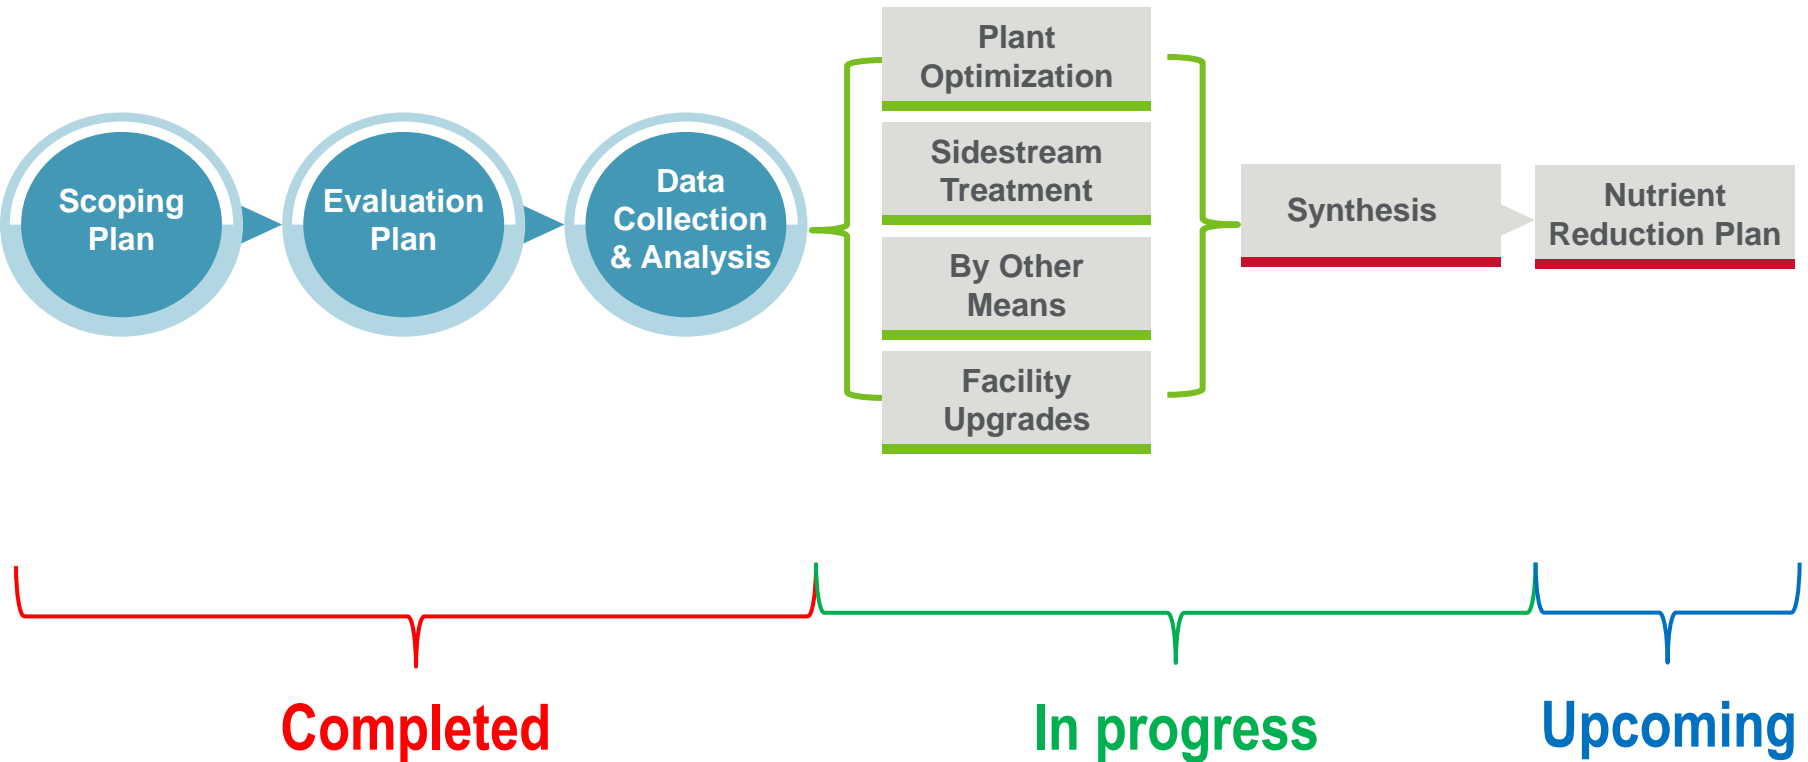 Scoping
Plan
Evaluation
Plan
Data
Collection
& Analysis
Plant
Optimization
Sidestream
Treatment
By Other
Means
Facility
Upgrades
Synthesis
Nutrient
Reduction Plan
Completed
In progress
Upcoming